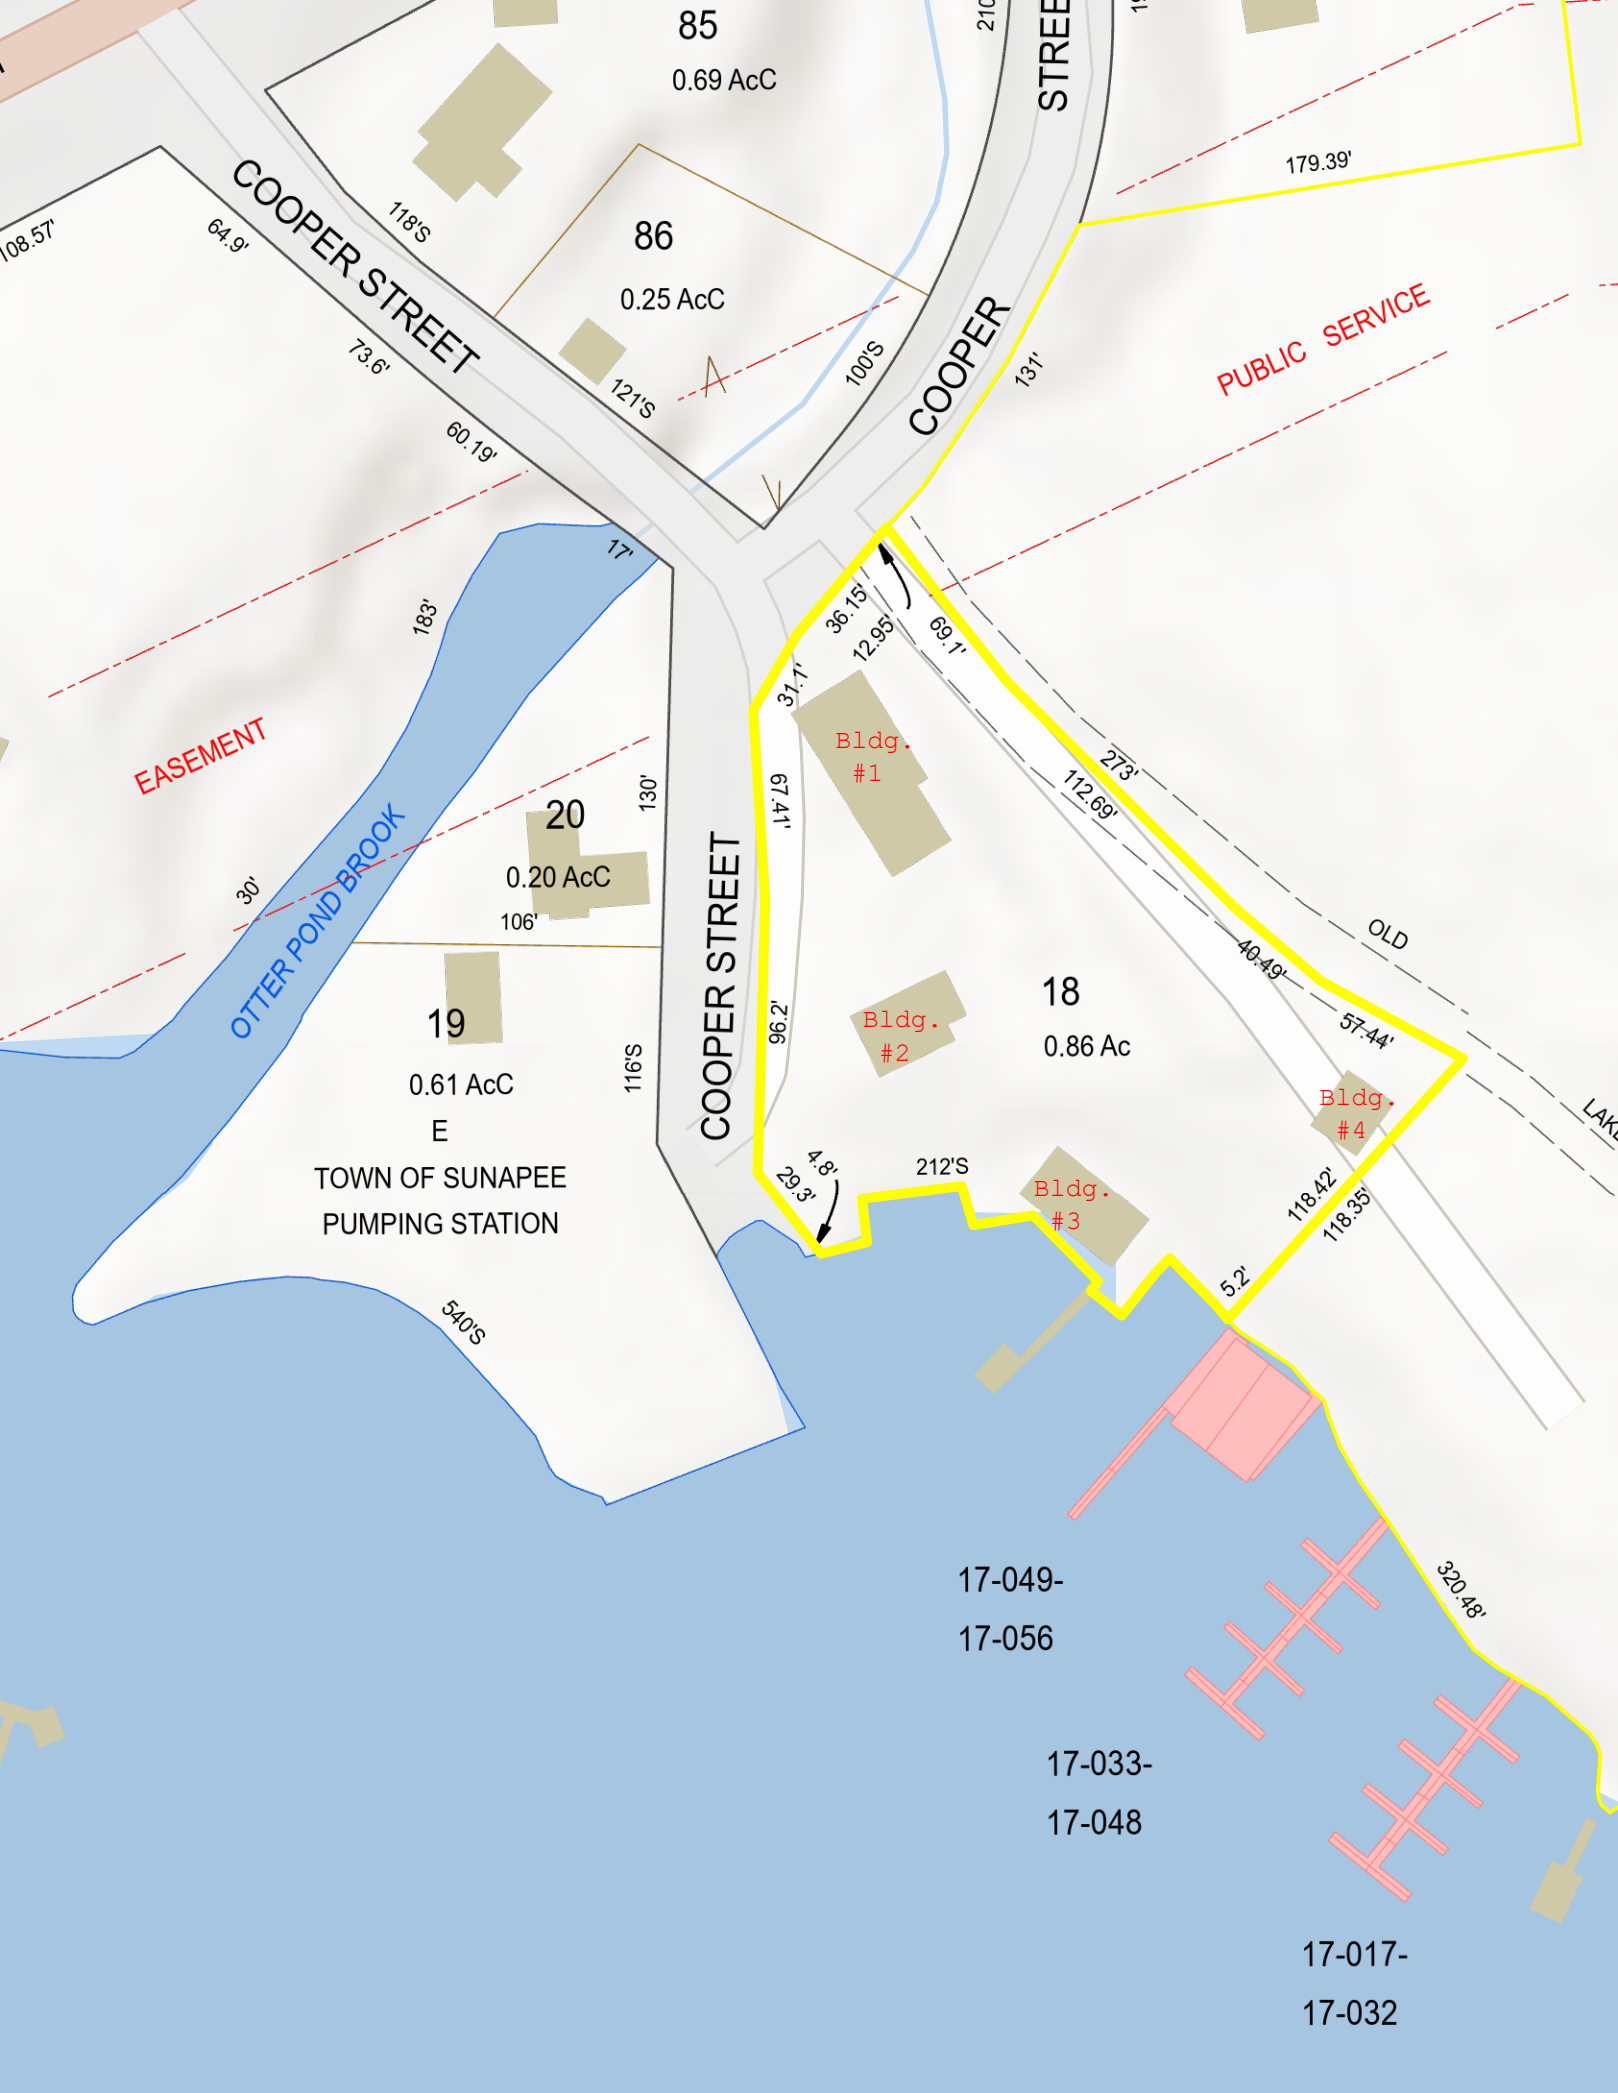 85
0.69 AcC
210
STREE
179.39'
COOPER STREET
118'S
64.9'
108.57'
86
0.25 AcC
100'S
121'S
73.6'
60.19'
COOPER
131'
PUBLIC SERVICE
17'
183'
36.15'
12.95'
69.1'
31.1'
EASEMENT
Bldg.
#1
273'
112.69'
67.41'
130'
20
0.20 AcC
106'
30'
OTTER POND BROOK
COOPER STREET
OLD
40.49'
18
0.86 Ac
96.2'
Bldg.
#2
57.44'
19
0.61 AcC
E
TOWN OF SUNAPEE
PUMPING STATION
116'S
Bldg.
#4
LAKE
4.8'
29.3'
212'S
Bldg.
#3
118.42'
118.35'
5.2'
540'S
17-049-
17-056
320.48'
17-033-
17-048
17-017-
17-032